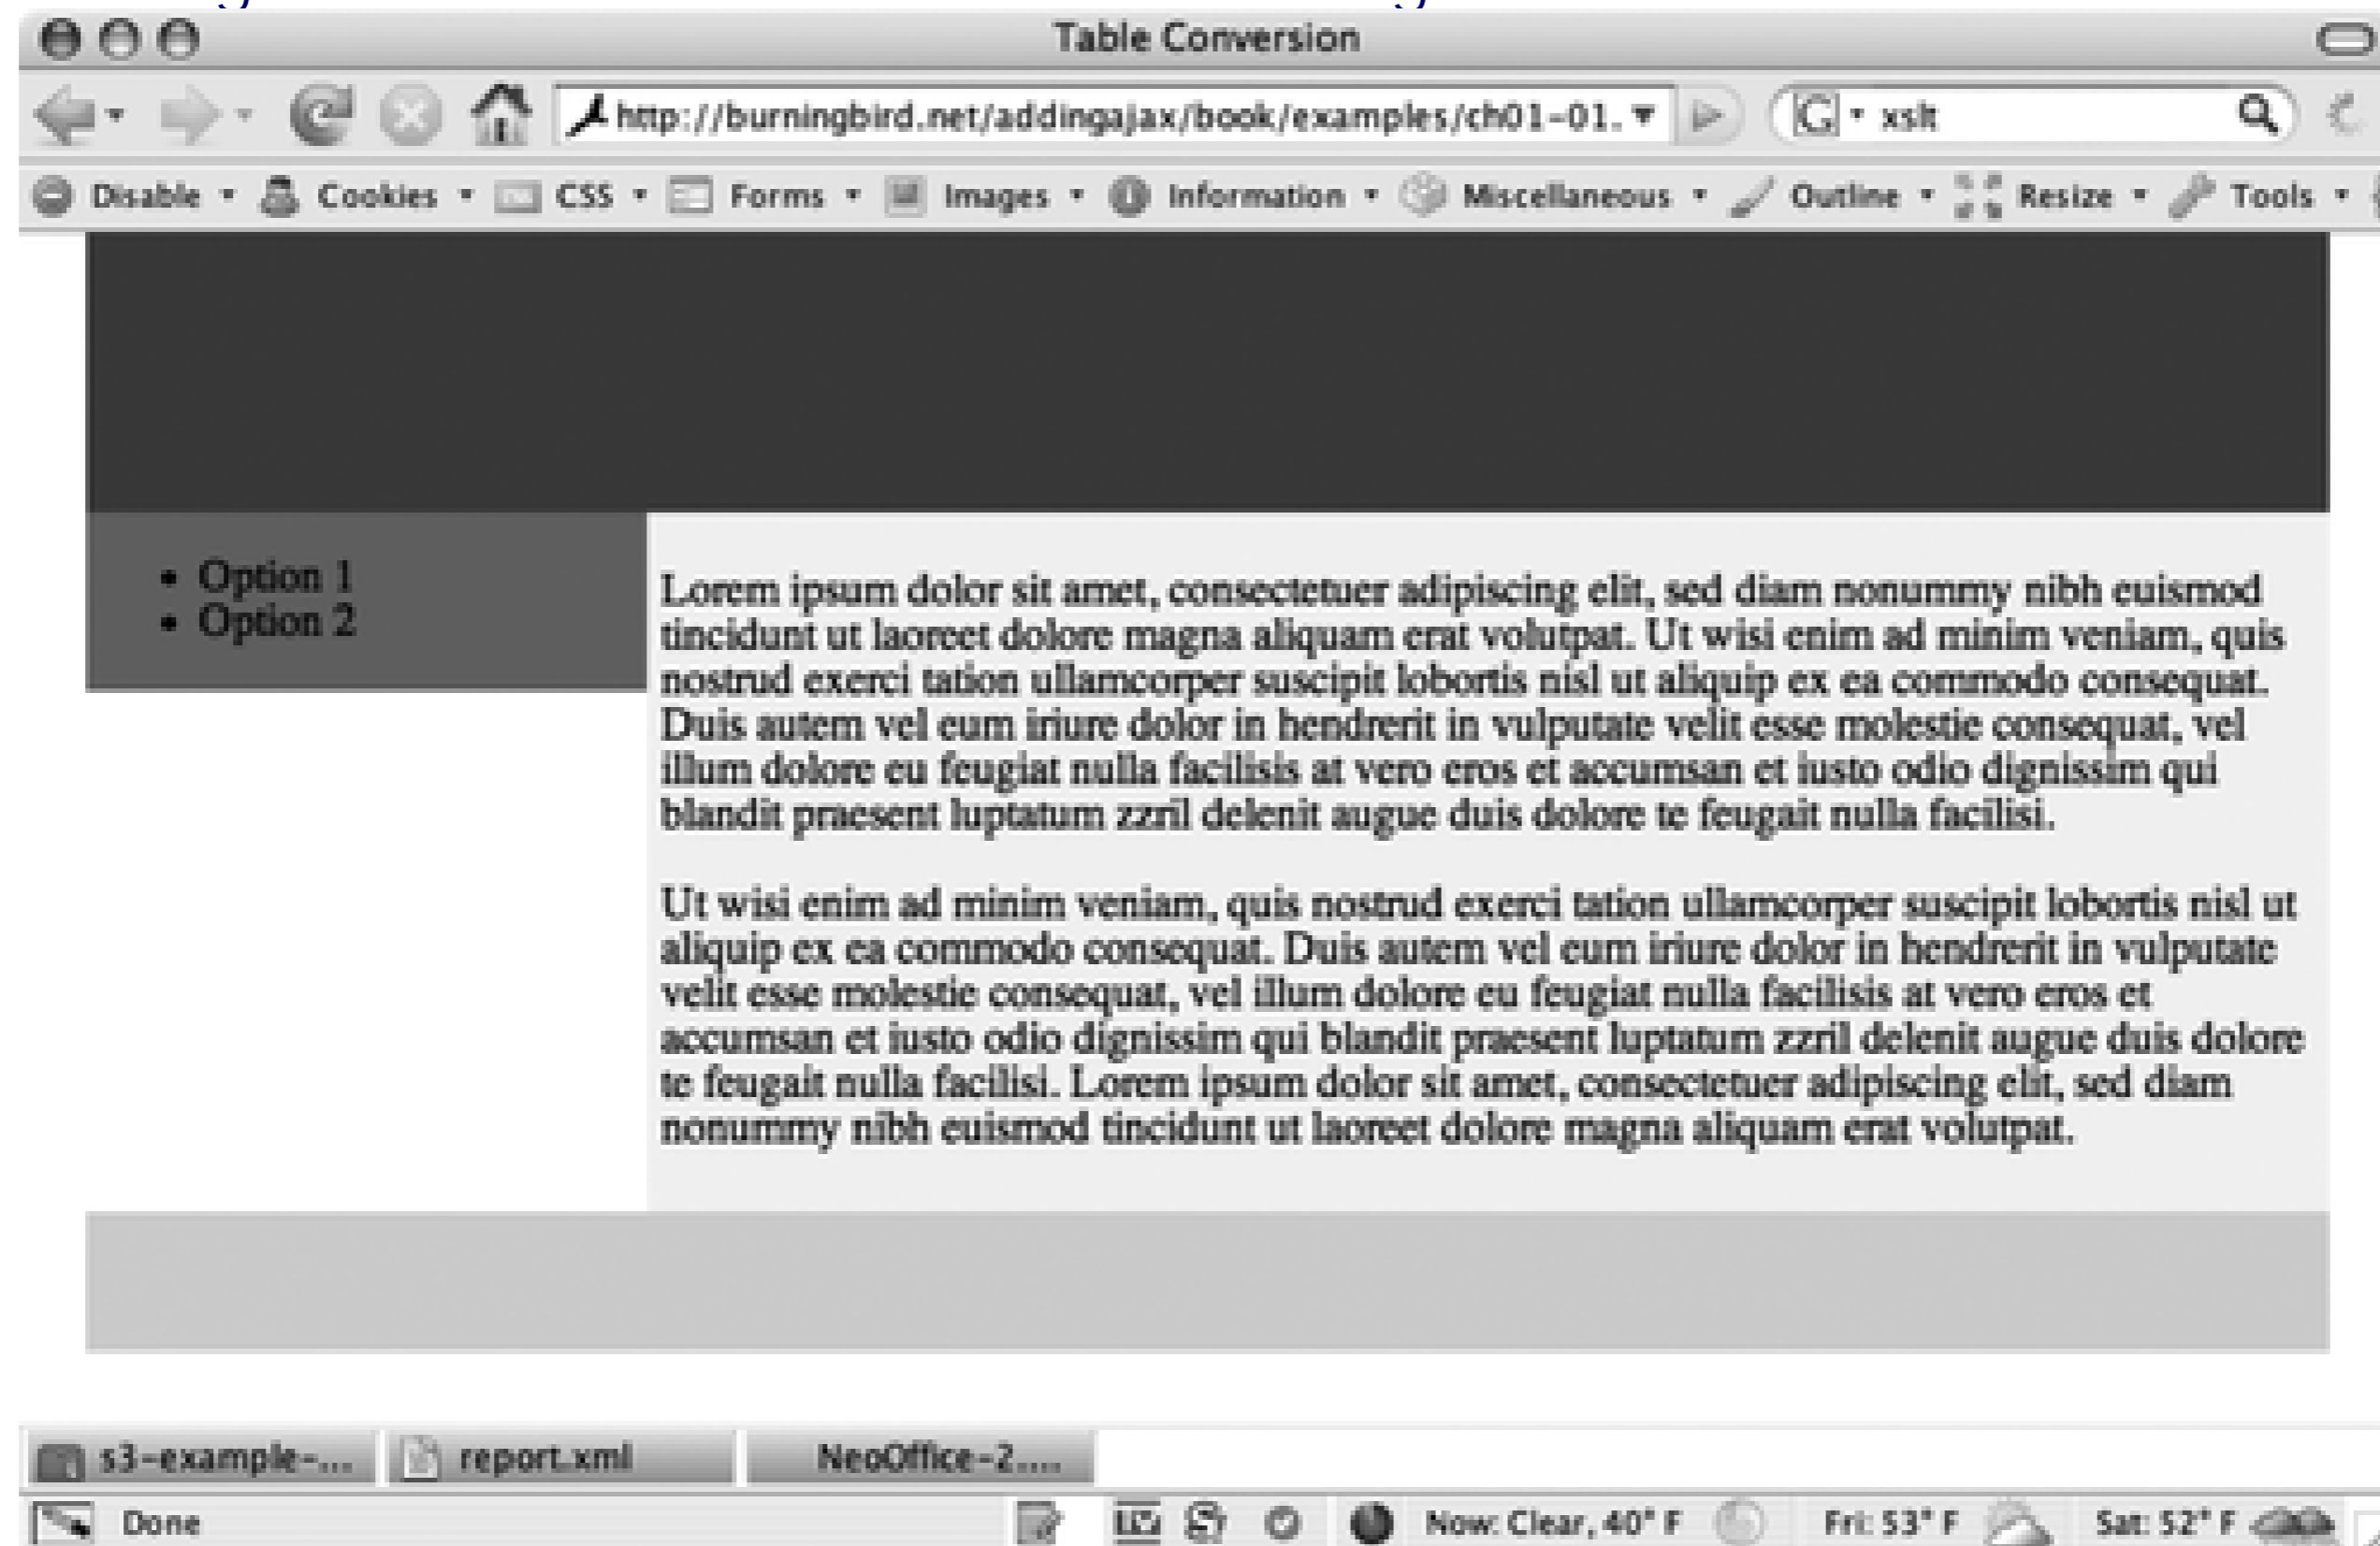 Table Conversion
http://burningbird.net/addingajax/book/examples/ch01-01. xslt
Disable Cookies CSS Forms Images Information Miscellaneous Outline Resize Tools
Option 1
Option 2
Lorem ipsum dolor sit amet, consectetuer adipiscing elit, sed diam nonummy nibh euismod
tincidunt ut laoreet dolore magna aliquam erat volutpat. Ut wisi enim ad minim veniam, quis
nostrud exerci tation ullamcorper suscipit lobortis nisl ut aliquip ex ea commodo consequat.
Duis autem vel eum iriure dolor in hendrerit in vulputate velit esse molestie consequat, vel
illum dolore eu feugiat nulla facilisis at vero eros et accumsan et iusto odio dignissim qui
blandit praesent luptatum zzril delenit augue duis dolore te feugait nulla facilisi.
Ut wisi enim ad minim veniam, quis nostrud exerci tation ullamcorper suscipit lobortis nisl ut
aliquip ex ea commodo consequat. Duis autem vel eum iriure dolor in hendrerit in vulputate
velit esse molestie consequat, vel illum dolore eu feugiat nulla facilisis at vero eros et
accumsan et iusto odio dignissim qui blandit praesent luptatum zzril delenit augue duis dolore
te feugait nulla facilisi. Lorem ipsum dolor sit amet, consectetuer adipiscing elit, sed diam
nonummy nibh euismod tincidunt ut laoreet dolore magna aliquam erat volutpat.
s3-example-... report.xml NeoOffice-2....
Done Now: Clear, 40° F Fri: 53° F Sat: 52° F